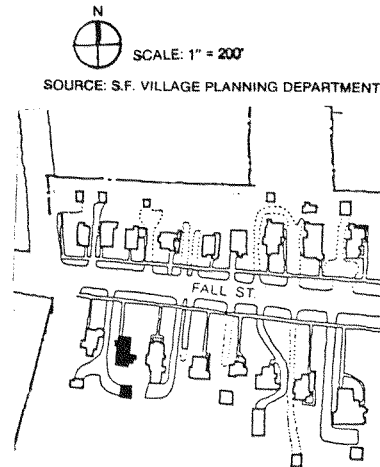 N
SCALE: 1" = 200'
SOURCE: S.F. VILLAGE PLANNING DEPARTMENT
FALL ST.